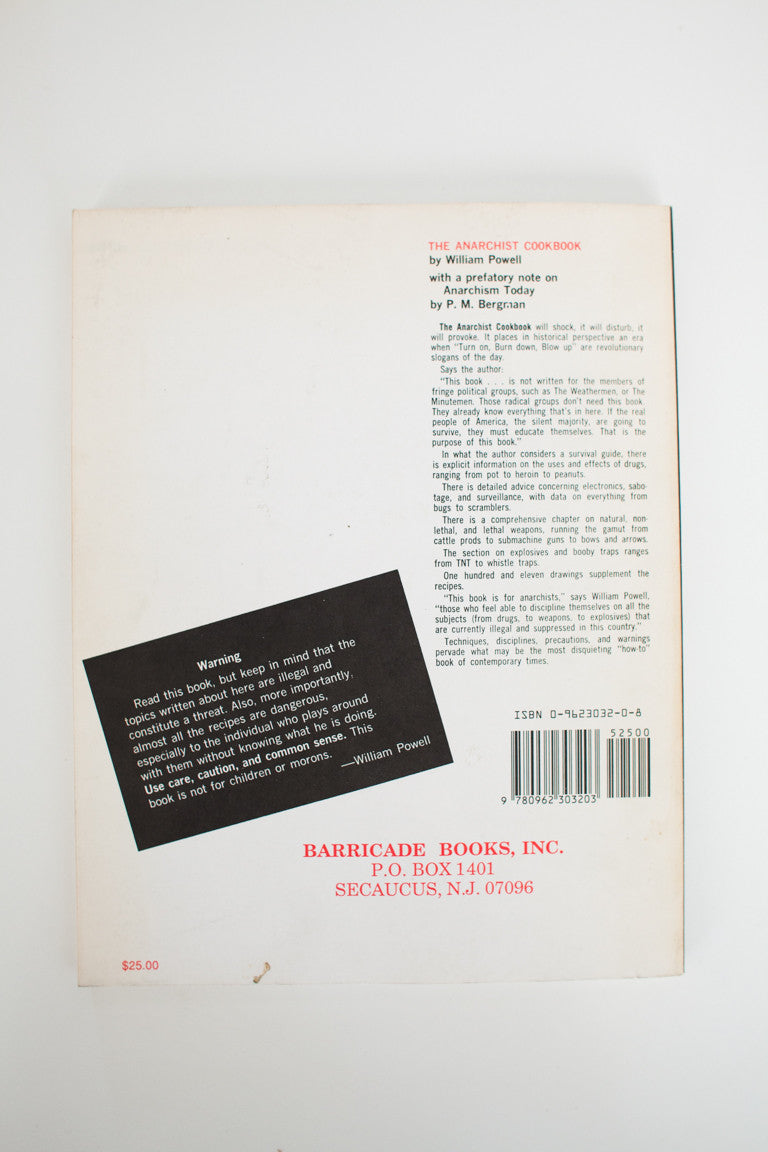 THE ANARCHIST COOKBOOK
by William Powell
with a prefatory note on
Anarchism Today
by P. M. Bergman
The Anarchist Cookbook will shock, it will disturb, it
will provoke. It places in historical perspective an era
when "Turn on, Burn down, Blow up" are revolutionary
slogans of the day.
Says the author:
"This book . . . is not written for the members of
fringe political groups, such as The Weathermen, or The
Minutemen. Those radical groups don't need this book.
They already know everything that's in here. If the real
people of America, the silent majority, are going to
survive, they must educate themselves. That is the
purpose of this book."
In what the author considers a survival guide, there
is explicit information on the uses and effects of drugs,
ranging from pot to heroin to peanuts.
There is detailed advice concerning electronics, sabo-
tage, and surveillance, with data on everything from
bugs to scramblers.
There is a comprehensive chapter on natural, non-
lethal, and lethal weapons, running the gamut from
cattle prods to submachine guns to bows and arrows.
The section on explosives and booby traps ranges
from TNT to whistle traps.
One hundred and eleven drawings supplement the
recipes.
"This book is for anarchists," says William Powell,
"those who feel able to discipline themselves on all the
subjects (from drugs, to weapons, to explosives) that
are currently illegal and suppressed in this country."
Techniques, disciplines, precautions, and warnings
pervade what may be the most disquieting "how-to"
book of contemporary times.
Warning
Read this book, but keep in mind that the
topics written about here are illegal and
constitute a threat. Also, more importantly,
almost all the recipes are dangerous,
especially to the individual who plays around
with them without knowing what he is doing.
Use care, caution, and common sense. This
book is not for children or morons.
—William Powell
ISBN 0-9623032-0-8
52500
9 780962 303203
BARRICADE BOOKS, INC.
P.O. BOX 1401
SECAUCUS, N.J. 07096
$25.00